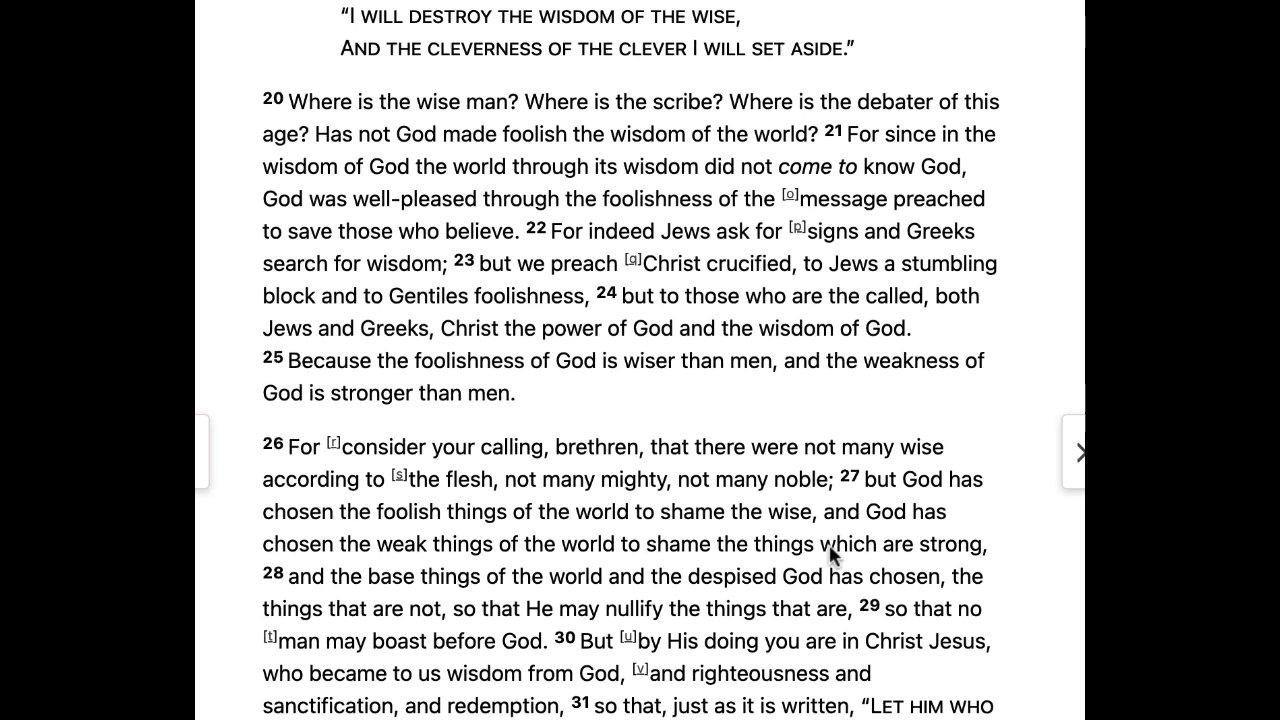 “I WILL DESTROY THE WISDOM OF THE WISE,
AND THE CLEVERNESS OF THE CLEVER I WILL SET ASIDE.”
20 Where is the wise man? Where is the scribe? Where is the debater of this
age? Has not God made foolish the wisdom of the world? 21 For since in the
wisdom of God the world through its wisdom did not come to know God,
God was well-pleased through the foolishness of the [o]message preached
to save those who believe. 22 For indeed Jews ask for [p]signs and Greeks
search for wisdom; 23 but we preach [q]Christ crucified, to Jews a stumbling
block and to Gentiles foolishness, 24 but to those who are the called, both
Jews and Greeks, Christ the power of God and the wisdom of God.
25 Because the foolishness of God is wiser than men, and the weakness of
God is stronger than men.
26 For [r]consider your calling, brethren, that there were not many wise
according to [s]the flesh, not many mighty, not many noble; 27 but God has
chosen the foolish things of the world to shame the wise, and God has
chosen the weak things of the world to shame the things which are strong,
28 and the base things of the world and the despised God has chosen, the
things that are not, so that He may nullify the things that are, 29 so that no
[t]man may boast before God. 30 But [u]by His doing you are in Christ Jesus,
who became to us wisdom from God, [v]and righteousness and
sanctification, and redemption, 31 so that, just as it is written, “LET HIM WHO